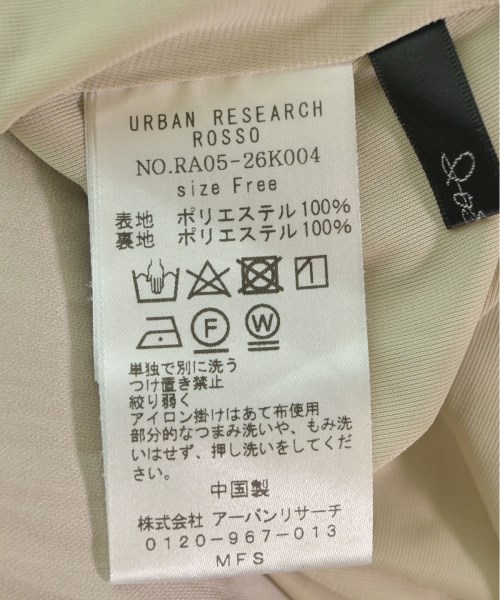 URBAN RESEARCH
ROSSO
NO.RA05-26K004
size Free
表地 ポリエステル100%
裏地 ポリエステル100%
F
W
単独で別に洗う
つけ置き禁止
絞り弱く
アイロン掛けはあて布使用
部分的なつまみ洗いや、もみ洗
いはせず、押し洗いをしてくだ
さい。
中国製
株式会社 アーバンリサーチ
0120-967-013
MFS